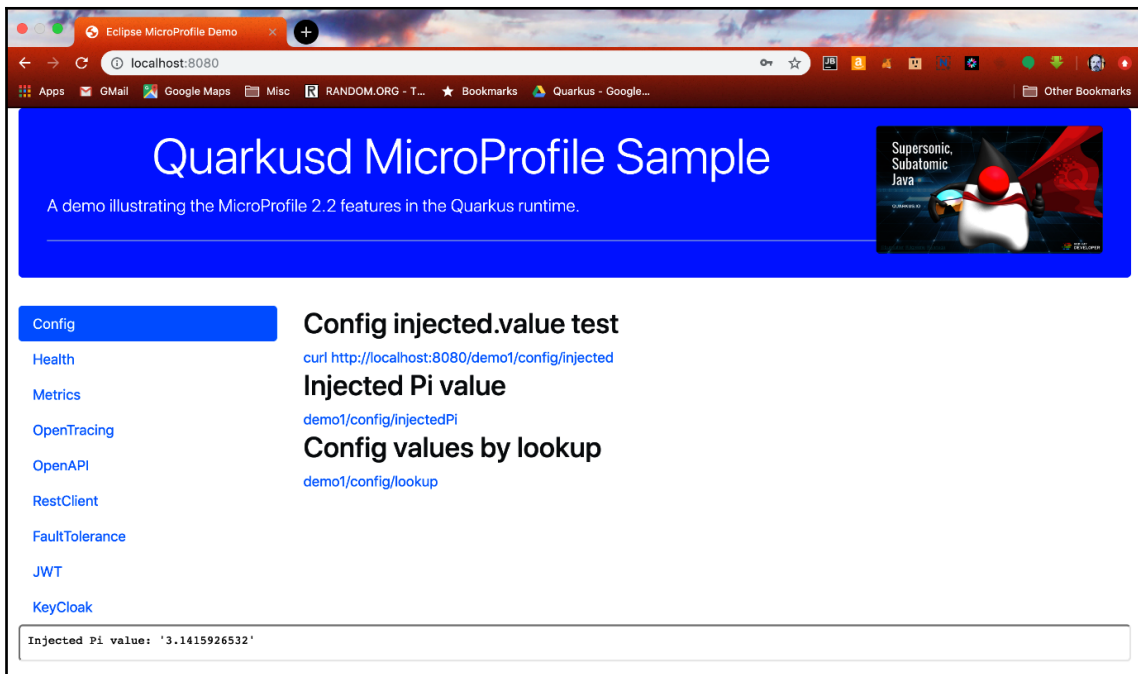 Eclipse MicroProfile Demo
localhost:8080
Apps GMail Google Maps Misc RANDOM.ORG - T... Bookmarks Quarkus - Google... Other Bookmarks
Quarkusd MicroProfile Sample
A demo illustrating the MicroProfile 2.2 features in the Quarkus runtime.
Supersonic,
Subatomic
Java
QUARKUS.IO
DEVELOPER
Config
Health
Metrics
OpenTracing
OpenAPI
RestClient
FaultTolerance
JWT
KeyCloak
Config injected.value test
curl http://localhost:8080/demo1/config/injected
Injected Pi value
demo1/config/injectedPi
Config values by lookup
demo1/config/lookup
Injected Pi value: '3.1415926532'